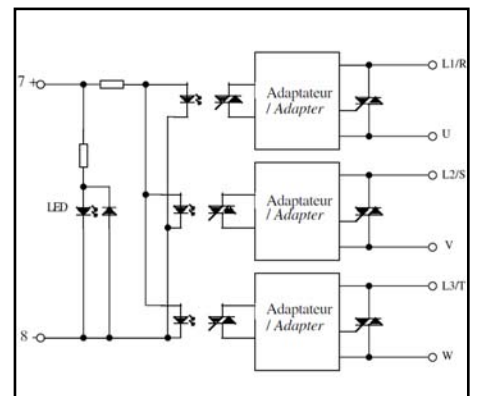 7 +
L1/R
Adaptateur
/ Adapter
U
L2/S
Adaptateur
/ Adapter
LED
V
L3/T
Adaptateur
/ Adapter
8 -
W